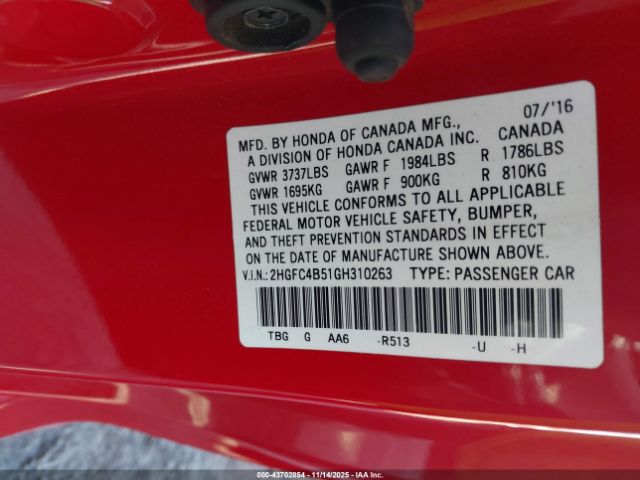 07/'16
MFD. BY HONDA OF CANADA MFG., CANADA
A DIVISION OF HONDA CANADA INC.
GVWR 3737LBS GAWR F 1984LBS R 1786LBS
GVWR 1695KG GAWR F 900KG R 810KG
THIS VEHICLE CONFORMS TO ALL APPLICABLE
FEDERAL MOTOR VEHICLE SAFETY, BUMPER,
AND THEFT PREVENTION STANDARDS IN EFFECT
ON THE DATE OF MANUFACTURE SHOWN ABOVE.
V.I.N.: 2HGFC4B51GH310263 TYPE: PASSENGER CAR
TBG G AA6 -R513 -U -H
000-43702854 - 11/14/2025 - IAA Inc.